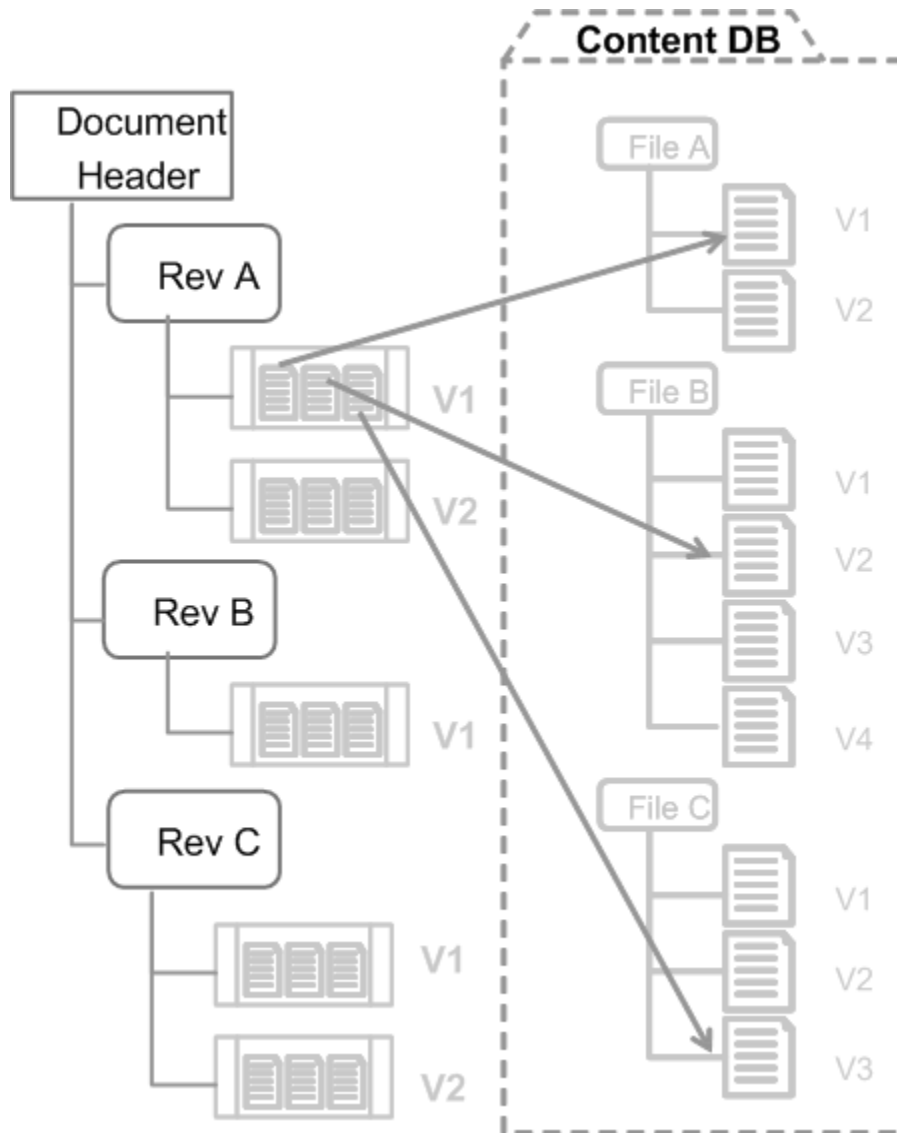 Content DB
Document
Header
Rev A
V1
V2
Rev B
V1
Rev C
V1
V2
File A
V1
V2
File B
V1
V2
V3
V4
File C
V1
V2
V3